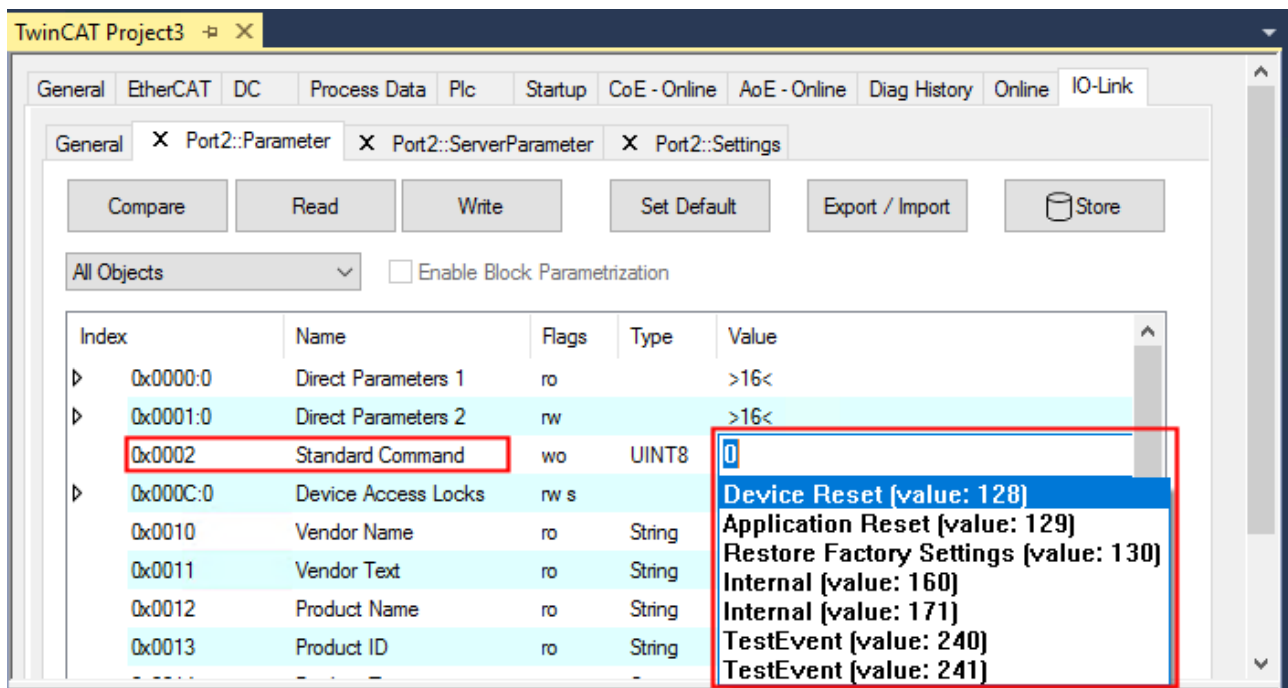 TwinCAT Project3
General EtherCAT DC Process Data Plc Startup CoE - Online AoE - Online Diag History Online IO-Link
General X Port2::Parameter X Port2::ServerParameter X Port2::Settings
Compare Read Write Set Default Export / Import Store
All Objects Enable Block Parametrization
Index Name Flags Type Value
0x0000:0 Direct Parameters 1 ro >16<
0x0001:0 Direct Parameters 2 rw >16<
0x0002 Standard Command wo UINT8 0
0x000C:0 Device Access Locks rw s Device Reset (value: 128)
Application Reset (value: 129)
0x0010 Vendor Name ro String
Restore Factory Settings (value: 130)
0x0011 Vendor Text ro String Internal (value: 160)
0x0012 Product Name ro String Internal (value: 171)
0x0013 Product ID ro String TestEvent (value: 240)
TestEvent (value: 241)